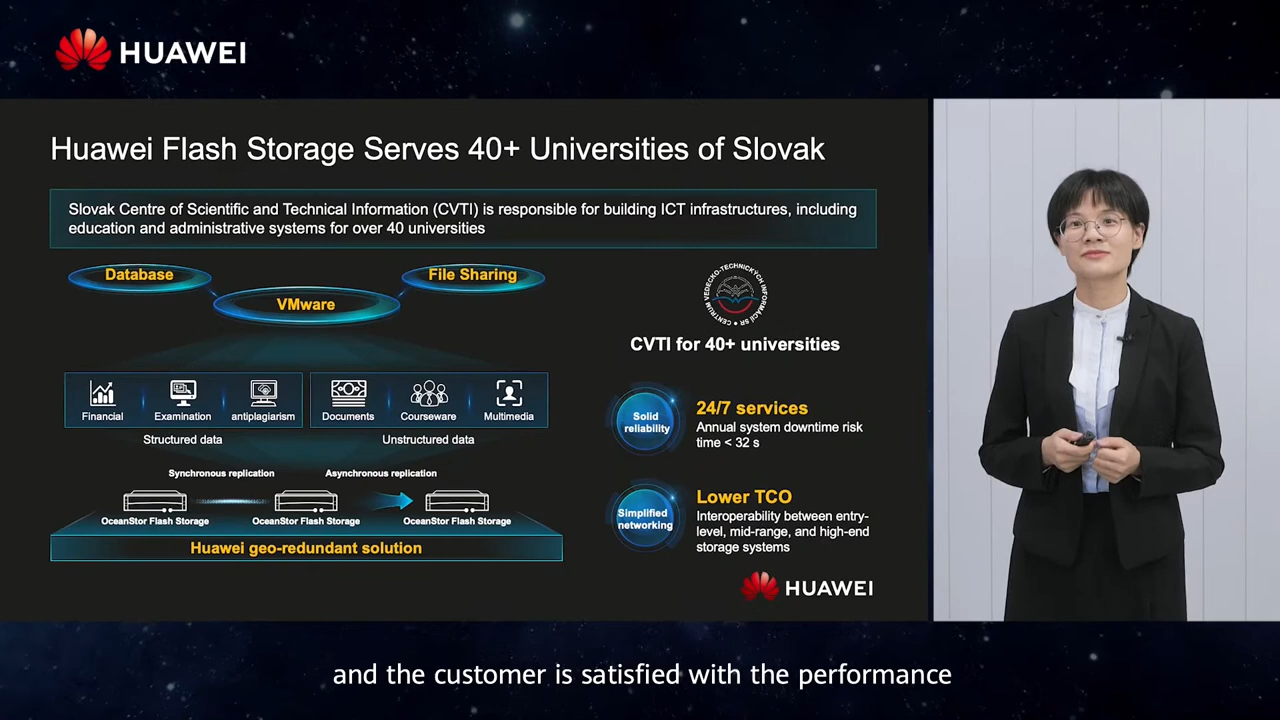 HUAWEI
Huawei Flash Storage Serves 40+ Universities of Slovak
Slovak Centre of Scientific and Technical Information (CVTI) is responsible for building ICT infrastructures, including
education and administrative systems for over 40 universities
Database
VMware
File Sharing
Financial
Examination
antiplagiarism
Structured data
Documents
Courseware
Multimedia
Unstructured data
Synchronous replication
Asynchronous replication
OceanStor Flash Storage
OceanStor Flash Storage
OceanStor Flash Storage
Huawei geo-redundant solution
CENTRUM VEDECKO-TECHNICKÝCH INFORMÁCIÍ SR
CVTI for 40+ universities
Solid
reliability
24/7 services
Annual system downtime risk
time < 32 s
Simplified
networking
Lower TCO
Interoperability between entry-
level, mid-range, and high-end
storage systems
HUAWEI
and the customer is satisfied with the performance